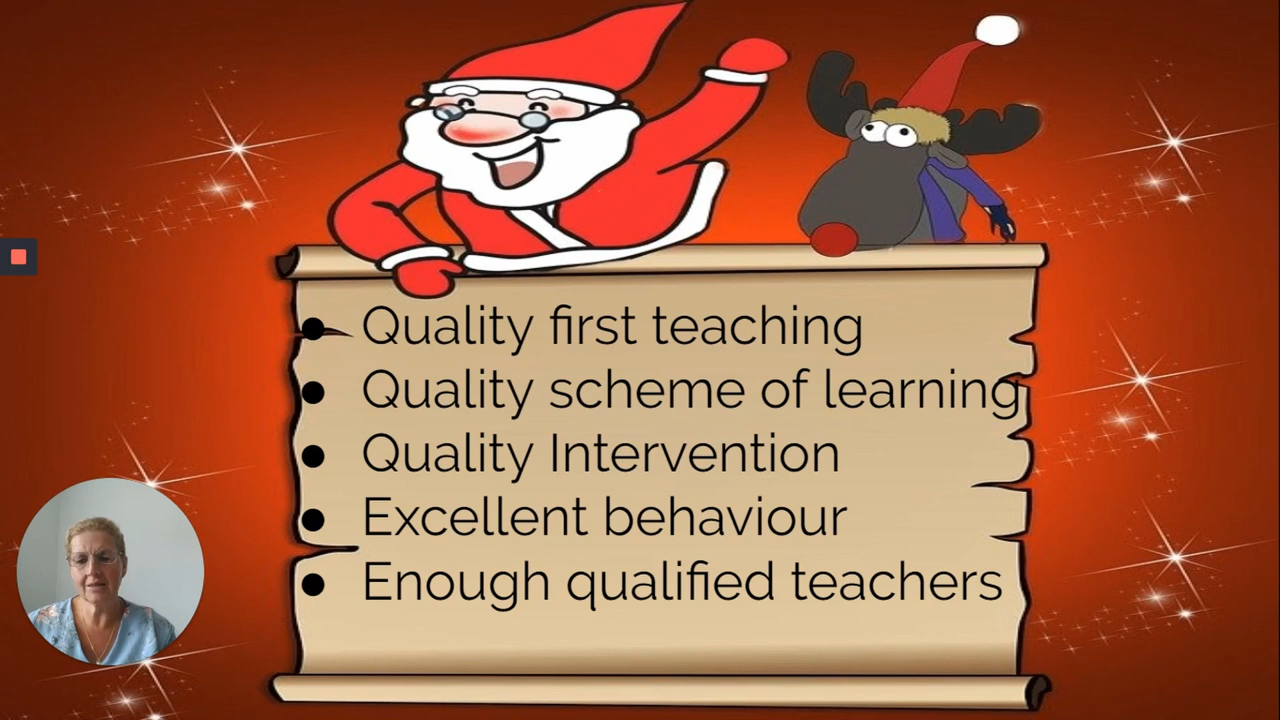 ● Quality first teaching
● Quality scheme of learning
● Quality Intervention
● Excellent behaviour
● Enough qualified teachers